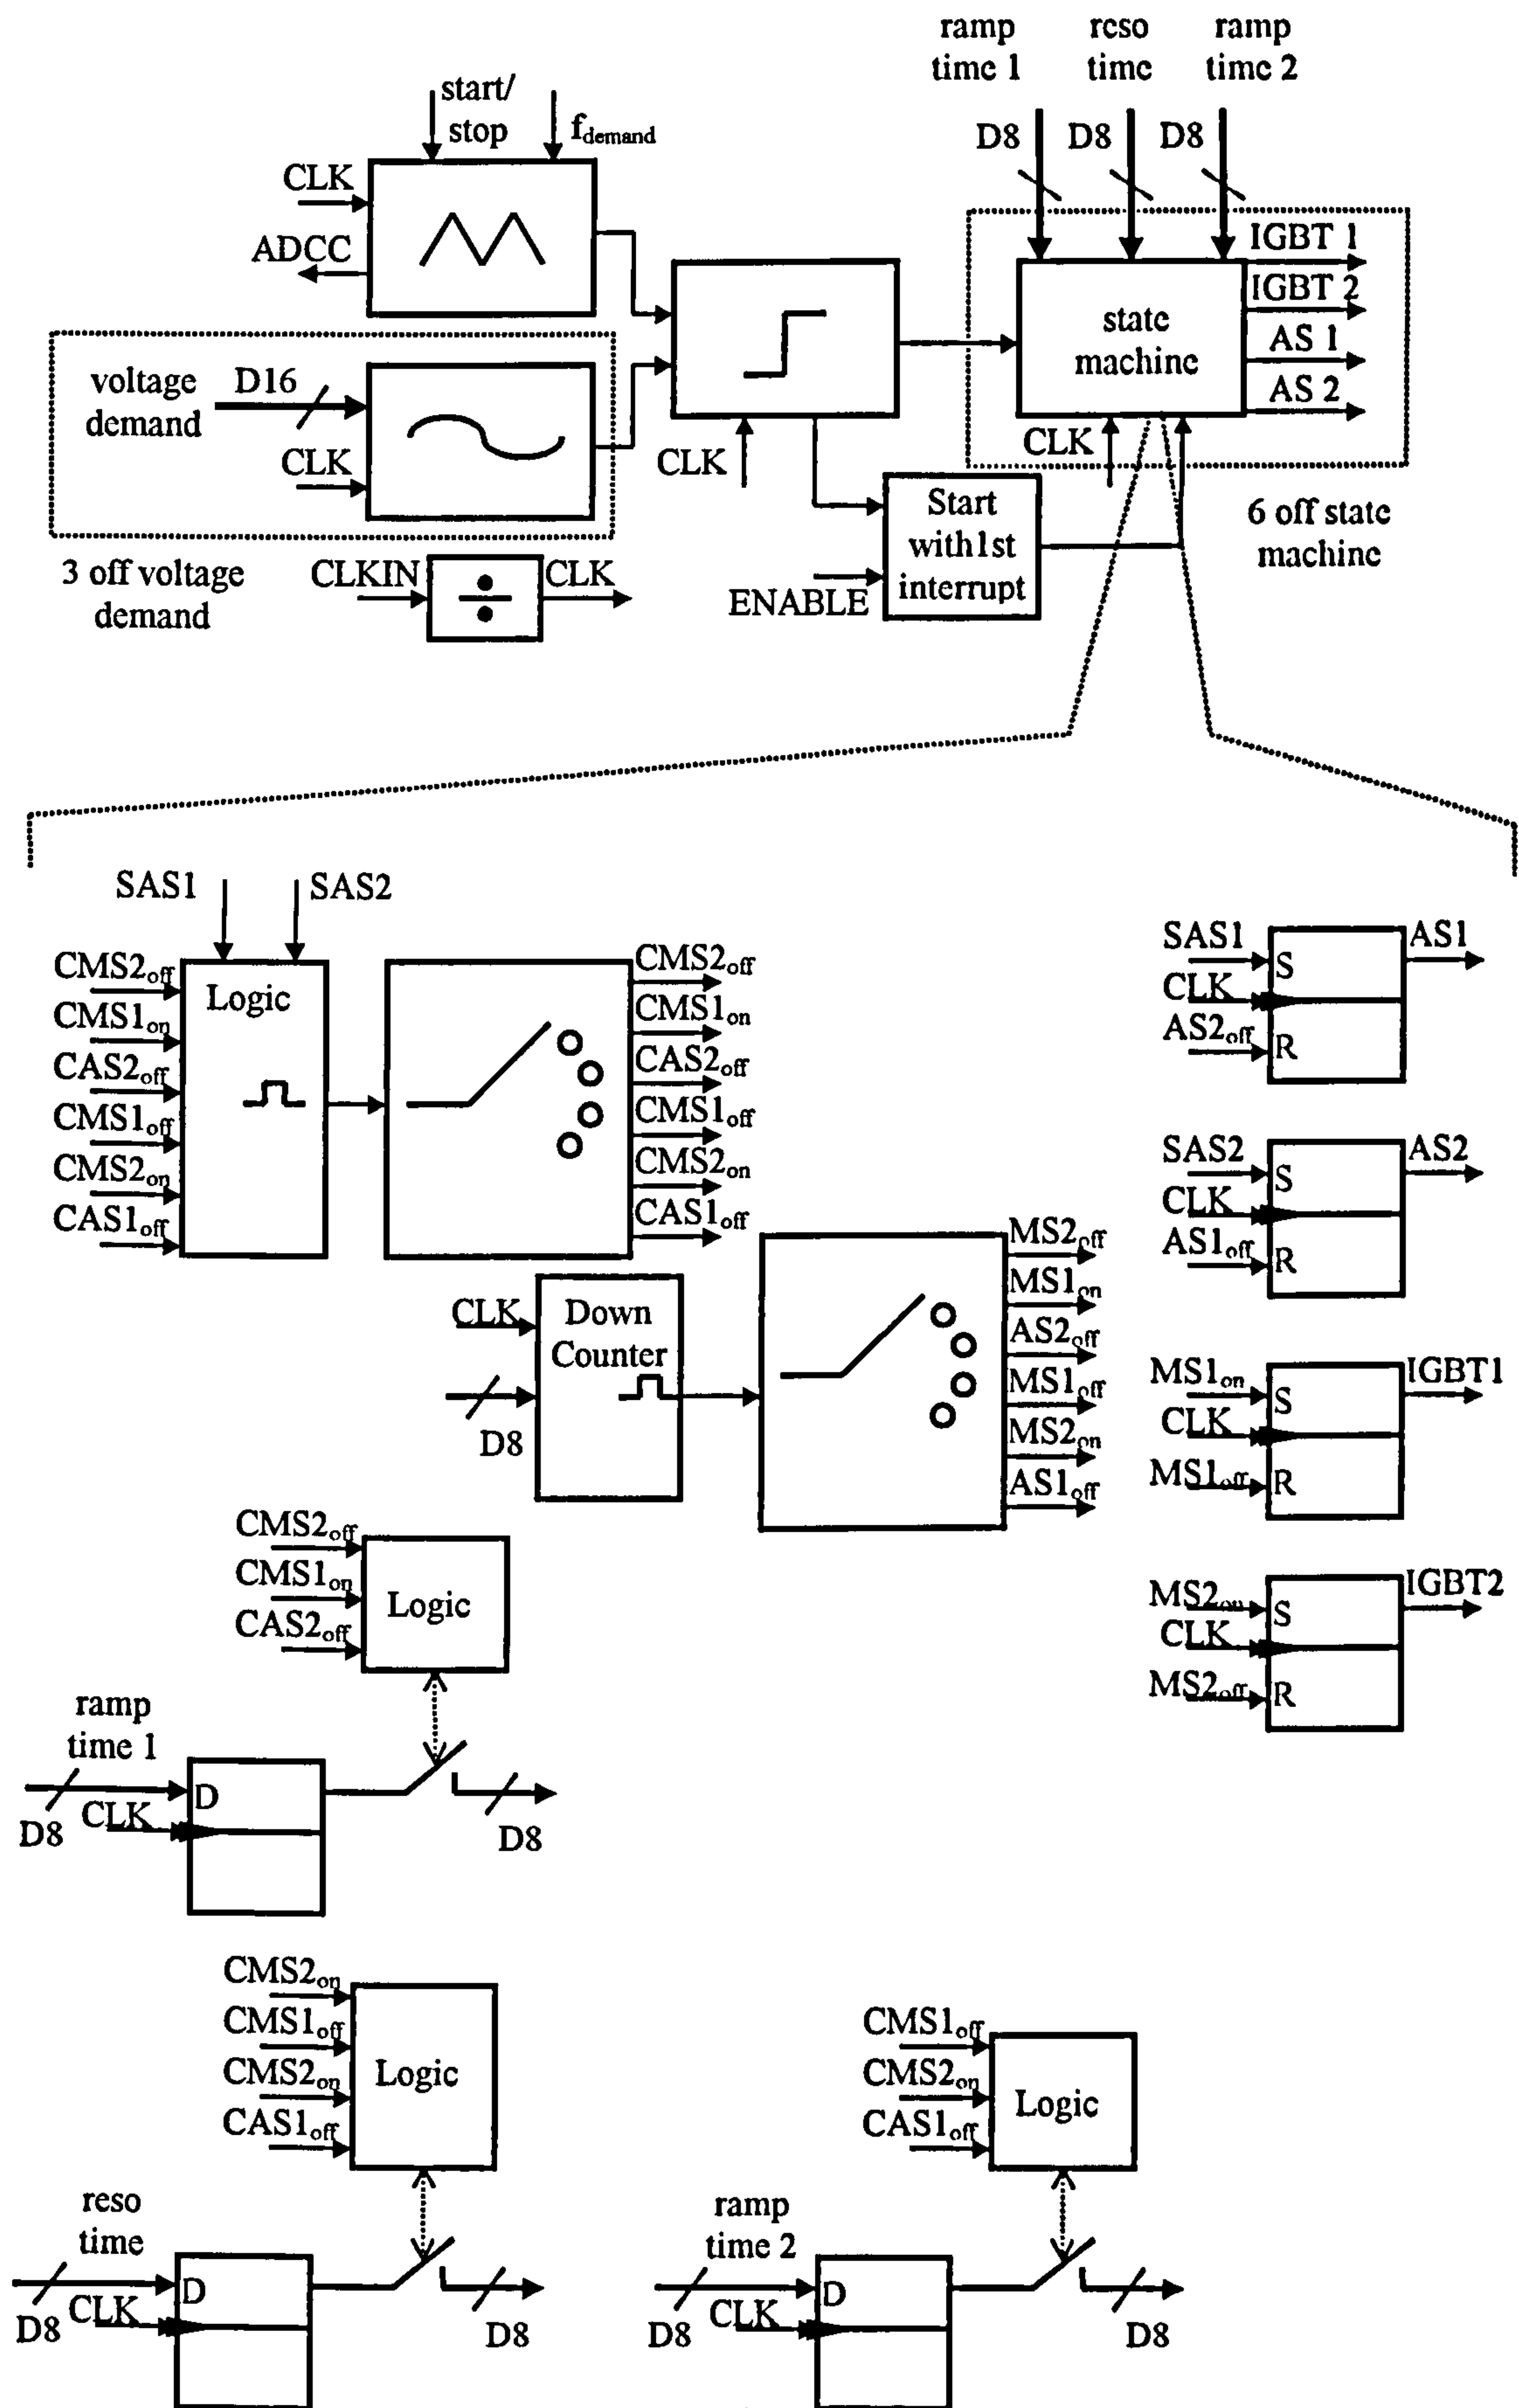 ramp
time 1
reso
time
ramp
time 2
start/
stop
fdemand
D8
D8
D8
CLK
ADCC
IGBT 1
IGBT 2
AS 1
AS 2
state
machine
voltage
demand
D16
CLK
CLK
CLK
Start
with1st
interrupt
ENABLE
6 off state
machine
3 off voltage
demand
CLKIN
CLK
SAS1
SAS2
CMS2off
CMS1on
CAS2off
CMS1off
CMS2on
CAS1off
Logic
CMS2off
CMS1on
CAS2off
CMS1off
CMS2on
CAS1off
SAS1
CLK
AS2off
S
R
AS1
SAS2
CLK
AS1off
S
R
AS2
CLK
D8
Down
Counter
MS2off
MS1on
AS2off
MS1off
MS2on
AS1off
MS1on
CLK
MS1off
S
R
IGBT1
MS2on
CLK
MS2off
S
R
IGBT2
CMS2off
CMS1on
CAS2off
Logic
ramp
time 1
D8
CLK
D
D8
CMS2on
CMS1off
CMS2on
CAS1off
Logic
reso
time
D8
CLK
D
D8
CMS1off
CMS2on
CAS1off
Logic
ramp
time 2
D8
CLK
D
D8